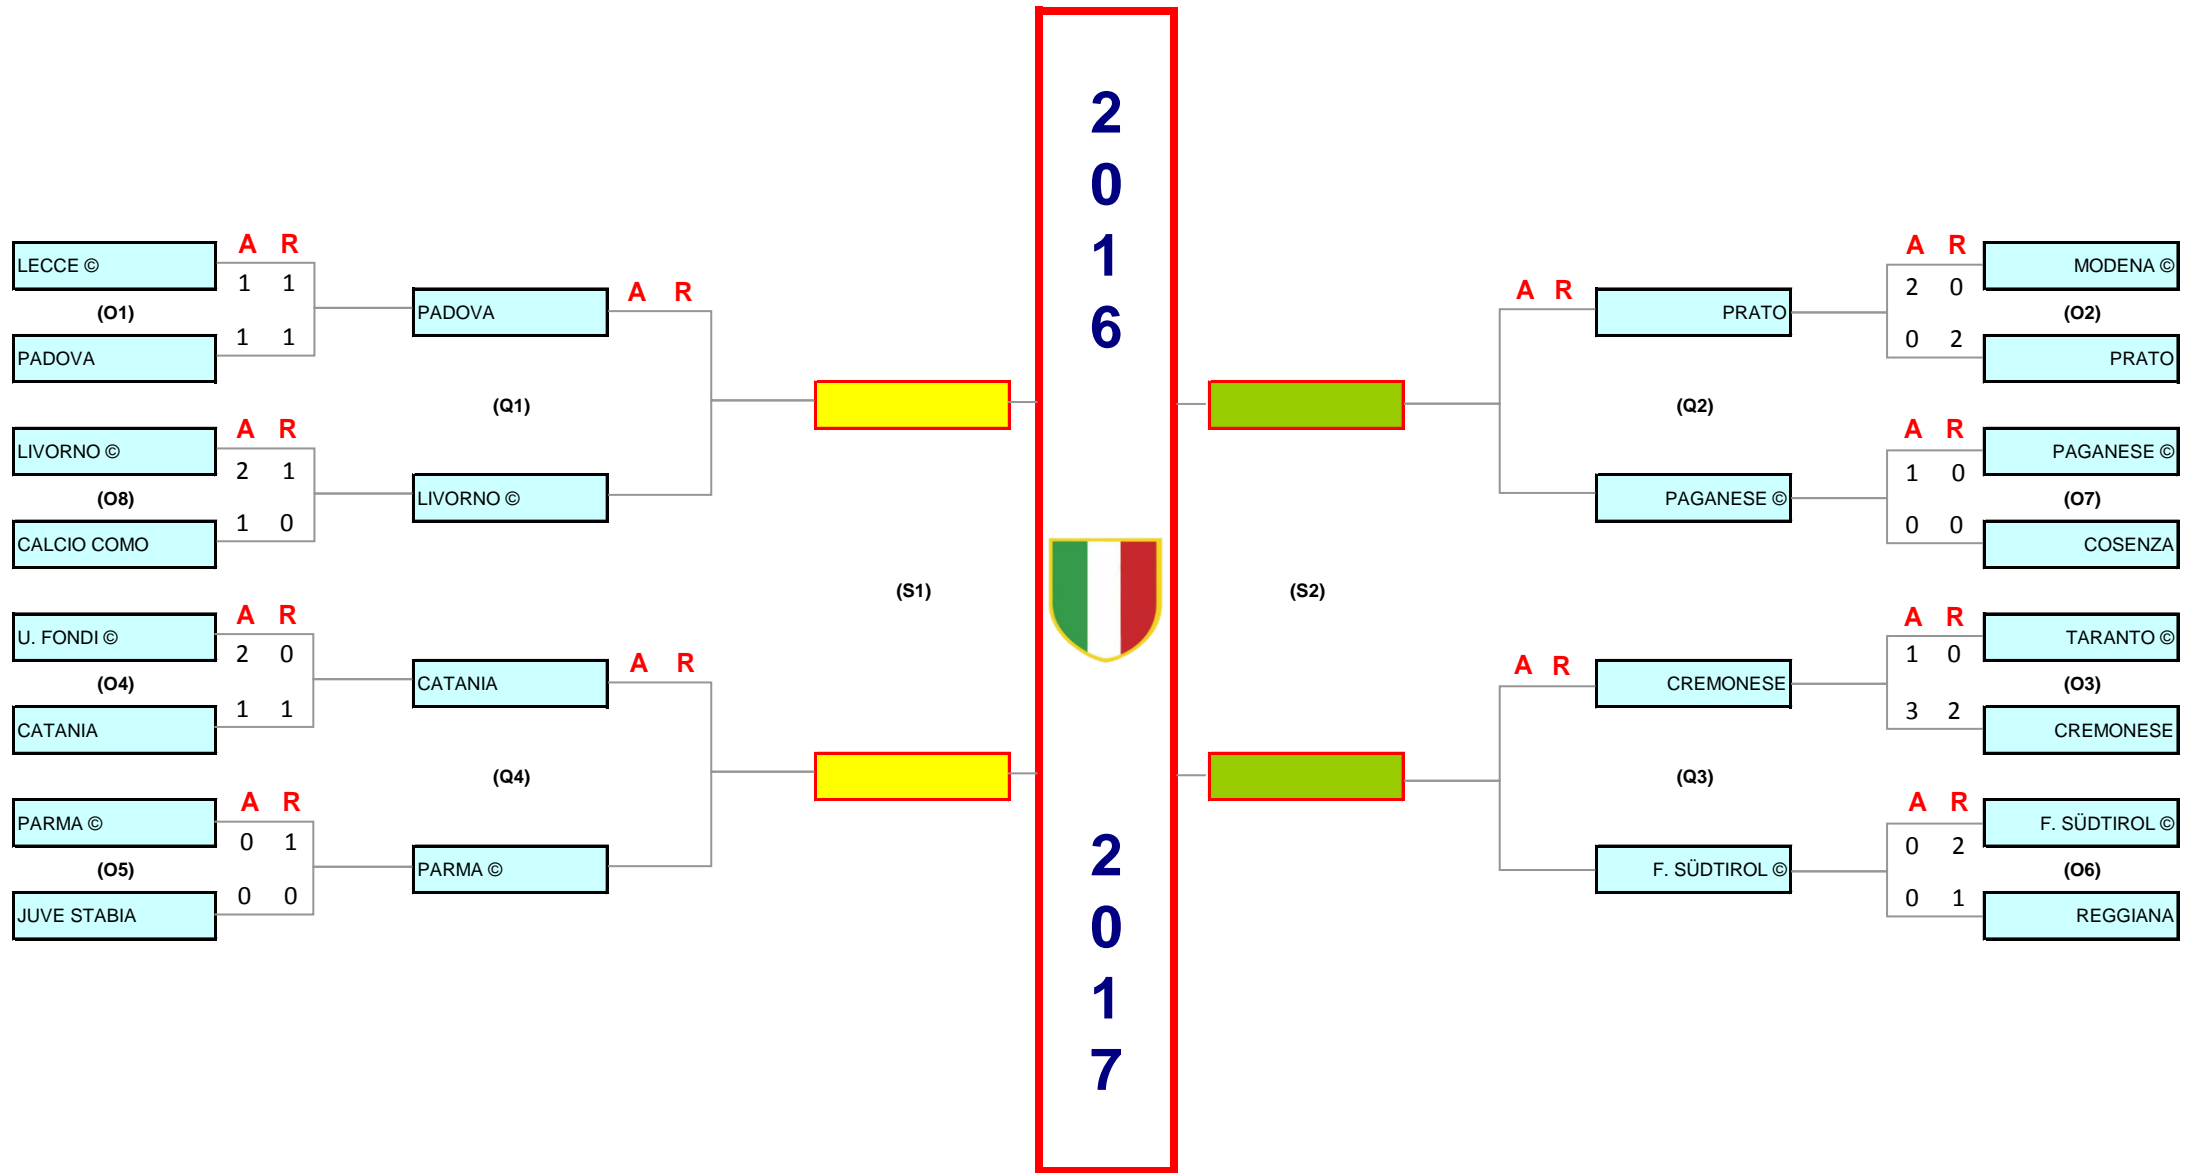 2
0
1
6
A R
LECCE ©
1 1
(O1)
1 1
PADOVA
A R
LIVORNO ©
2 1
(O8)
1 0
CALCIO COMO
A R
U. FONDI ©
2 0
(O4)
1 1
CATANIA
A R
PARMA ©
0 1
(O5)
0 0
JUVE STABIA
A R
PADOVA
(Q1)
LIVORNO ©
A R
CATANIA
(Q4)
PARMA ©
(S1)
(S2)
A R
PRATO
(Q2)
PAGANESE ©
A R
CREMONESE
(Q3)
F. SÜDTIROL ©
A R
MODENA ©
2 0
(O2)
0 2
PRATO
A R
PAGANESE ©
1 0
(O7)
0 0
COSENZA
A R
TARANTO ©
1 0
(O3)
3 2
CREMONESE
A R
F. SÜDTIROL ©
0 2
(O6)
0 1
REGGIANA
2
0
1
7